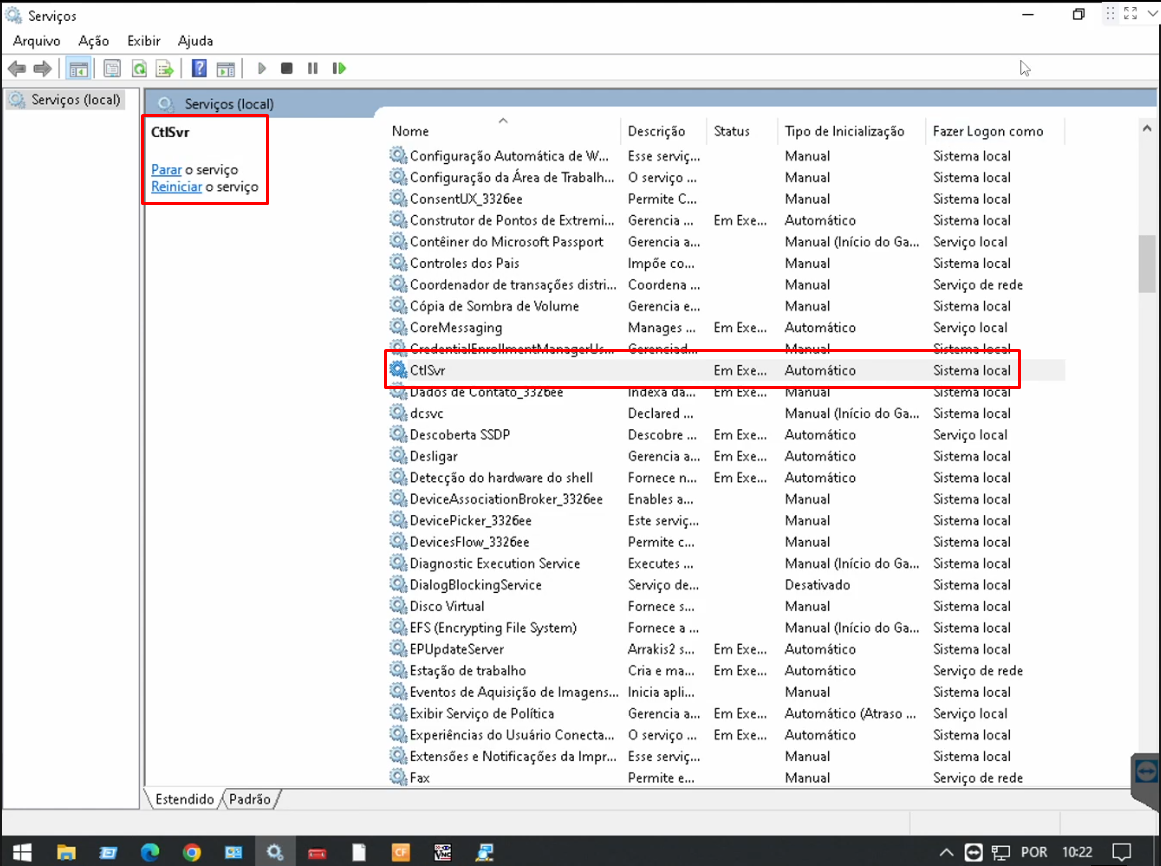 Serviços
Arquivo Ação Exibir Ajuda
Serviços (local)
Serviços (local)
CtlSvr
Parar o serviço
Reiniciar o serviço
Nome Descrição Status Tipo de Inicialização Fazer Logon como
Configuração Automática de W... Esse serviç... Manual Sistema local
Configuração da Área de Trabalh... O serviço ... Manual Sistema local
ConsentUX_3326ee Permite C... Manual Sistema local
Construtor de Pontos de Extremi... Gerencia ... Em Exe... Automático Sistema local
Contêiner do Microsoft Passport Gerencia a... Manual (Início do Ga... Serviço local
Controles dos Pais Impõe co... Manual Sistema local
Coordenador de transações distri... Coordena ... Manual Serviço de rede
Cópia de Sombra de Volume Gerencia e... Manual Sistema local
CoreMessaging Manages ... Em Exe... Automático Serviço local
CredentialEnrollmentManagerUs... Gerenciad... Manual Sistema local
CtlSvr Em Exe... Automático Sistema local
Dados de Contato_3326ee Indexa da... Em Exe... Manual Sistema local
dcsvc Declared ... Manual (Início do Ga... Sistema local
Descoberta SSDP Descobre ... Em Exe... Automático Serviço local
Desligar Gerencia a... Em Exe... Automático Sistema local
Detecção do hardware do shell Fornece n... Em Exe... Automático Sistema local
DeviceAssociationBroker_3326ee Enables a... Manual Sistema local
DevicePicker_3326ee Este serviç... Manual Sistema local
DevicesFlow_3326ee Permite c... Manual Sistema local
Diagnostic Execution Service Executes ... Manual (Início do Ga... Sistema local
DialogBlockingService Serviço de... Desativado Sistema local
Disco Virtual Fornece s... Manual Sistema local
EFS (Encrypting File System) Fornece a ... Manual (Início do Ga... Sistema local
EPUpdateServer Arrakis2 s... Em Exe... Automático Sistema local
Estação de trabalho Cria e ma... Em Exe... Automático Serviço de rede
Eventos de Aquisição de Imagens... Inicia apli... Manual Sistema local
Exibir Serviço de Política Gerencia a... Em Exe... Automático (Atraso ... Serviço local
Experiências do Usuário Conecta... O serviço ... Em Exe... Automático Sistema local
Extensões e Notificações da Impr... Esse serviç... Manual Sistema local
Fax Permite e... Manual Serviço de rede
Estendido Padrão
CF VNC POR 10:22